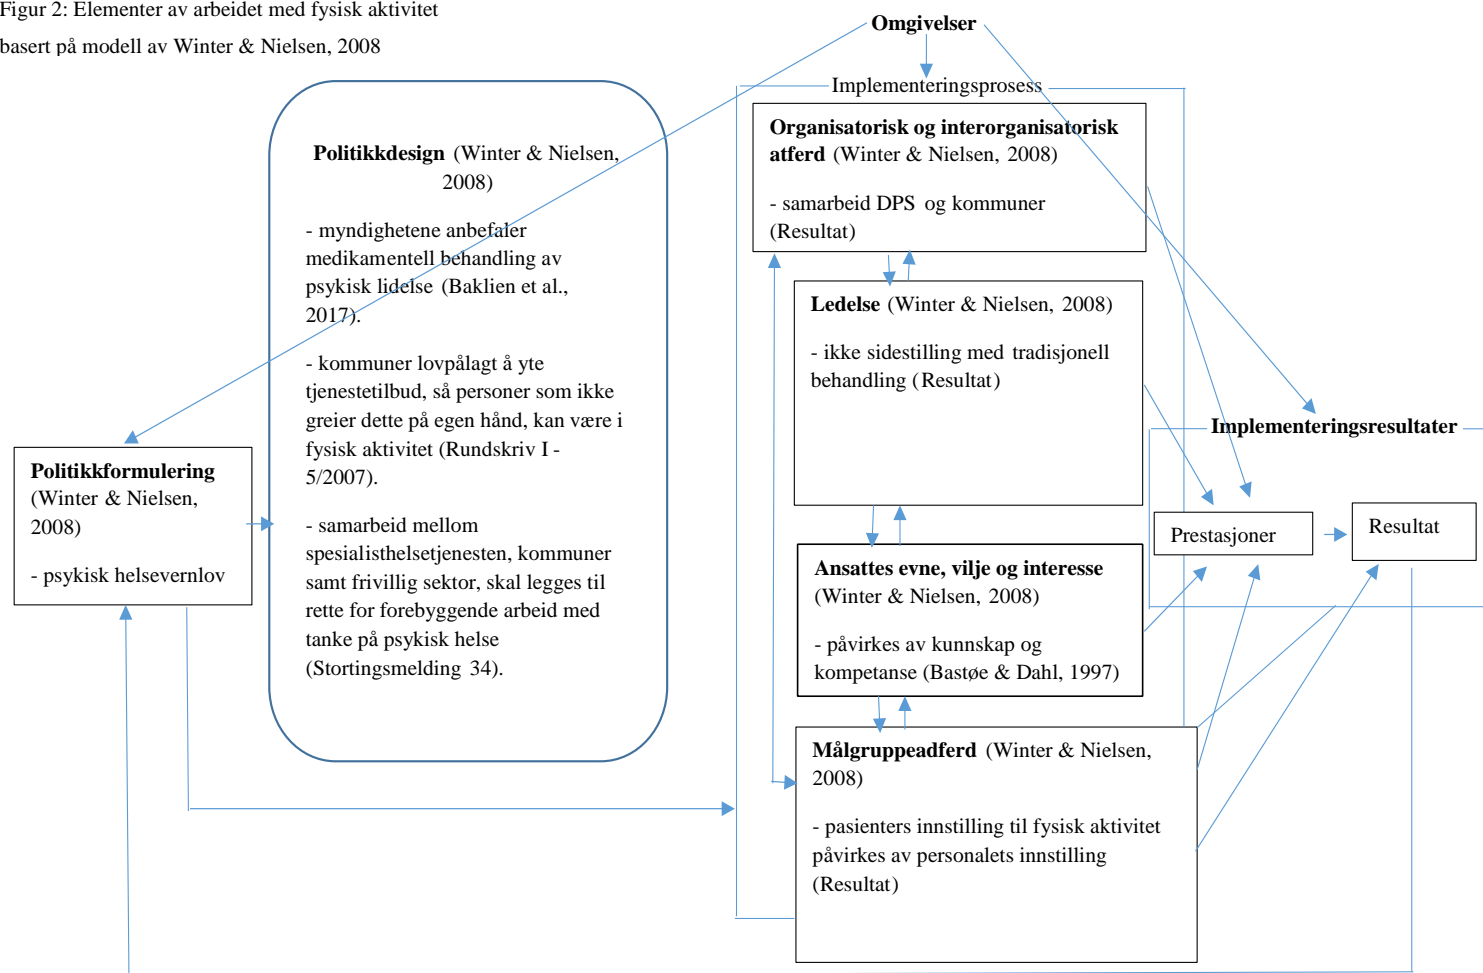 Figur 2: Elementer av arbeidet med fysisk aktivitet
basert på modell av Winter & Nielsen, 2008
Omgivelser
Implementeringsprosess
Politikkformulering
(Winter & Nielsen,
2008)
- psykisk helsevernlov
Politikkdesign (Winter & Nielsen,
2008)
- myndighetene anbefaler
medikamentell behandling av
psykisk lidelse (Baklien et al.,
2017).
- kommuner lovpålagt å yte
tjenestetilbud, så personer som ikke
greier dette på egen hånd, kan være i
fysisk aktivitet (Rundskriv I -
5/2007).
- samarbeid mellom
spesialisthelsetjenesten, kommuner
samt frivillig sektor, skal legges til
rette for forebyggende arbeid med
tanke på psykisk helse
(Stortingsmelding 34).
Organisatorisk og interorganisatorisk
atferd (Winter & Nielsen, 2008)
- samarbeid DPS og kommuner
(Resultat)
Ledelse (Winter & Nielsen, 2008)
- ikke sidestilling med tradisjonell
behandling (Resultat)
Ansattes evne, vilje og interesse
(Winter & Nielsen, 2008)
- påvirkes av kunnskap og
kompetanse (Bastøe & Dahl, 1997)
Målgruppeadferd (Winter & Nielsen,
2008)
- pasienters innstilling til fysisk aktivitet
påvirkes av personalets innstilling
(Resultat)
Implementeringsresultater
Prestasjoner
Resultat